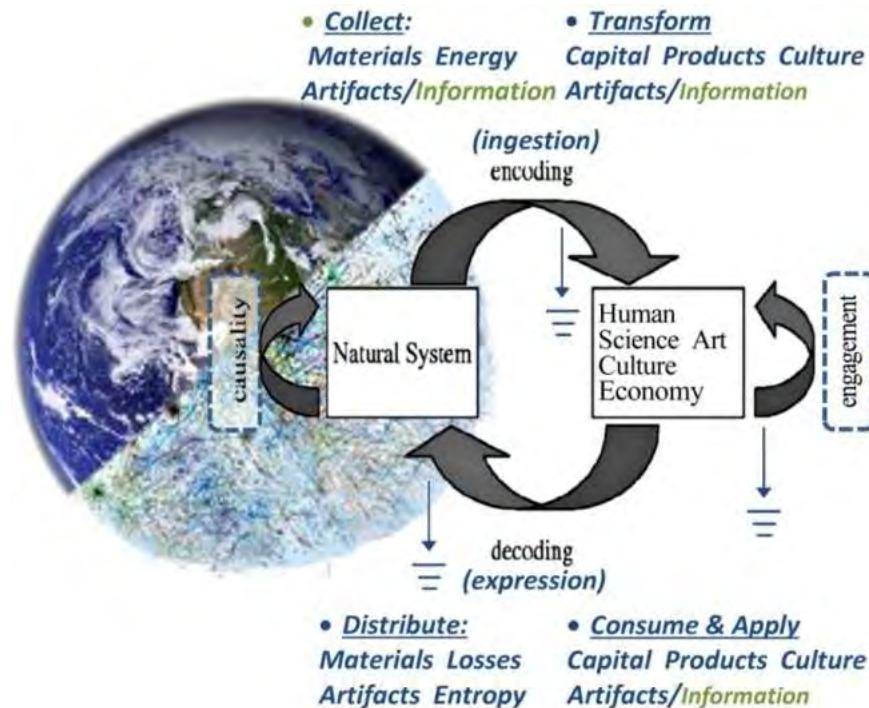 • Collect:
Materials Energy
Artifacts/Information
• Transform
Capital Products Culture
Artifacts/Information
(ingestion)
encoding
causality
Natural System
Human
Science Art
Culture
Economy
engagement
decoding
(expression)
• Distribute:
Materials Losses
Artifacts Entropy
• Consume & Apply
Capital Products Culture
Artifacts/Information